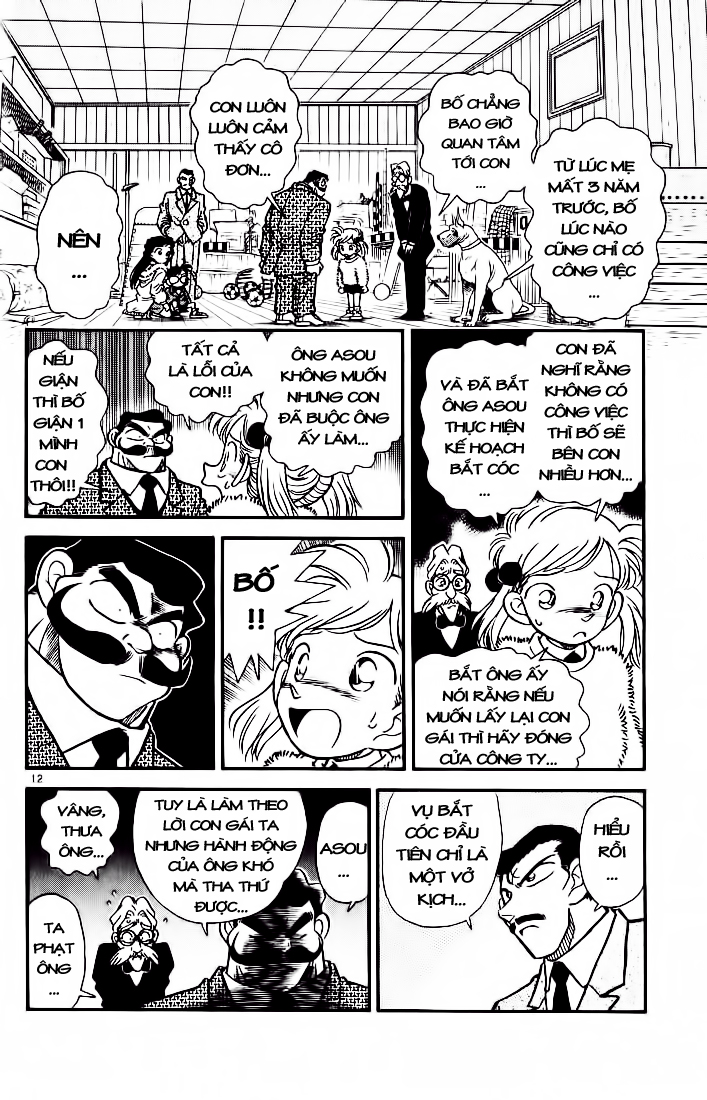 TỪ LÚC MẸ
MẤT 3 NĂM
TRƯỚC, BỐ
LÚC NÀO
CŨNG CHỈ CÓ
CÔNG VIỆC
...
BỐ CHẲNG
BAO GIỜ
QUAN TÂM
TỚI CON
...
CON LUÔN
LUÔN CẢM
THẤY CÔ
ĐƠN...
NÊN
...
CON ĐÃ
NGHĨ RẰNG
KHÔNG CÓ
CÔNG VIỆC
THÌ BỐ SẼ
BÊN CON
NHIỀU HƠN...
VÀ ĐÃ BẮT
ÔNG ASOU
THỰC HIỆN
KẾ HOẠCH
BẮT CÓC
...
BẮT ÔNG ẤY
NÓI RẰNG NẾU
MUỐN LẤY LẠI CON
GÁI THÌ HÃY ĐÓNG
CỬA CÔNG TY...
ÔNG ASOU
KHÔNG MUỐN
NHƯNG CON
ĐÃ BUỘC ÔNG
ẤY LÀM...
TẤT CẢ
LÀ LỖI CỦA
CON!!
NẾU
GIẬN
THÌ BỐ
GIẬN 1
MÌNH
CON
THÔI!!!
BỐ
!!
12
HIỂU
RỒI
...
VỤ BẮT
CÓC ĐẦU
TIÊN CHỈ LÀ
MỘT VỞ
KỊCH...
ASOU
...
TUY LÀ LÀM THEO
LỜI CON GÁI TA
NHƯNG HÀNH ĐỘNG
CỦA ÔNG KHÓ
MÀ THA THỨ
ĐƯỢC...
VÂNG,
THƯA
ÔNG...
TA
PHẠT
ÔNG
...